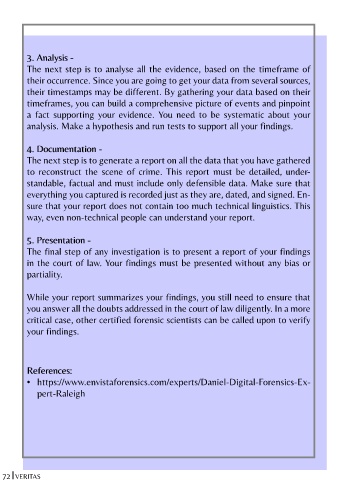 3. Analysis -
The next step is to analyse all the evidence, based on the timeframe of
their occurrence. Since you are going to get your data from several sources,
their timestamps may be different. By gathering your data based on their
timeframes, you can build a comprehensive picture of events and pinpoint
a fact supporting your evidence. You need to be systematic about your
analysis. Make a hypothesis and run tests to support all your findings.
4. Documentation -
The next step is to generate a report on all the data that you have gathered
to reconstruct the scene of crime. This report must be detailed, under-
standable, factual and must include only defensible data. Make sure that
everything you captured is recorded just as they are, dated, and signed. En-
sure that your report does not contain too much technical linguistics. This
way, even non-technical people can understand your report.
5. Presentation -
The final step of any investigation is to present a report of your findings
in the court of law. Your findings must be presented without any bias or
partiality.
While your report summarizes your findings, you still need to ensure that
you answer all the doubts addressed in the court of law diligently. In a more
critical case, other certified forensic scientists can be called upon to verify
your findings.
References:
• https://www.envistaforensics.com/experts/Daniel-Digital-Forensics-Ex-
pert-Raleigh
72 | VERITAS